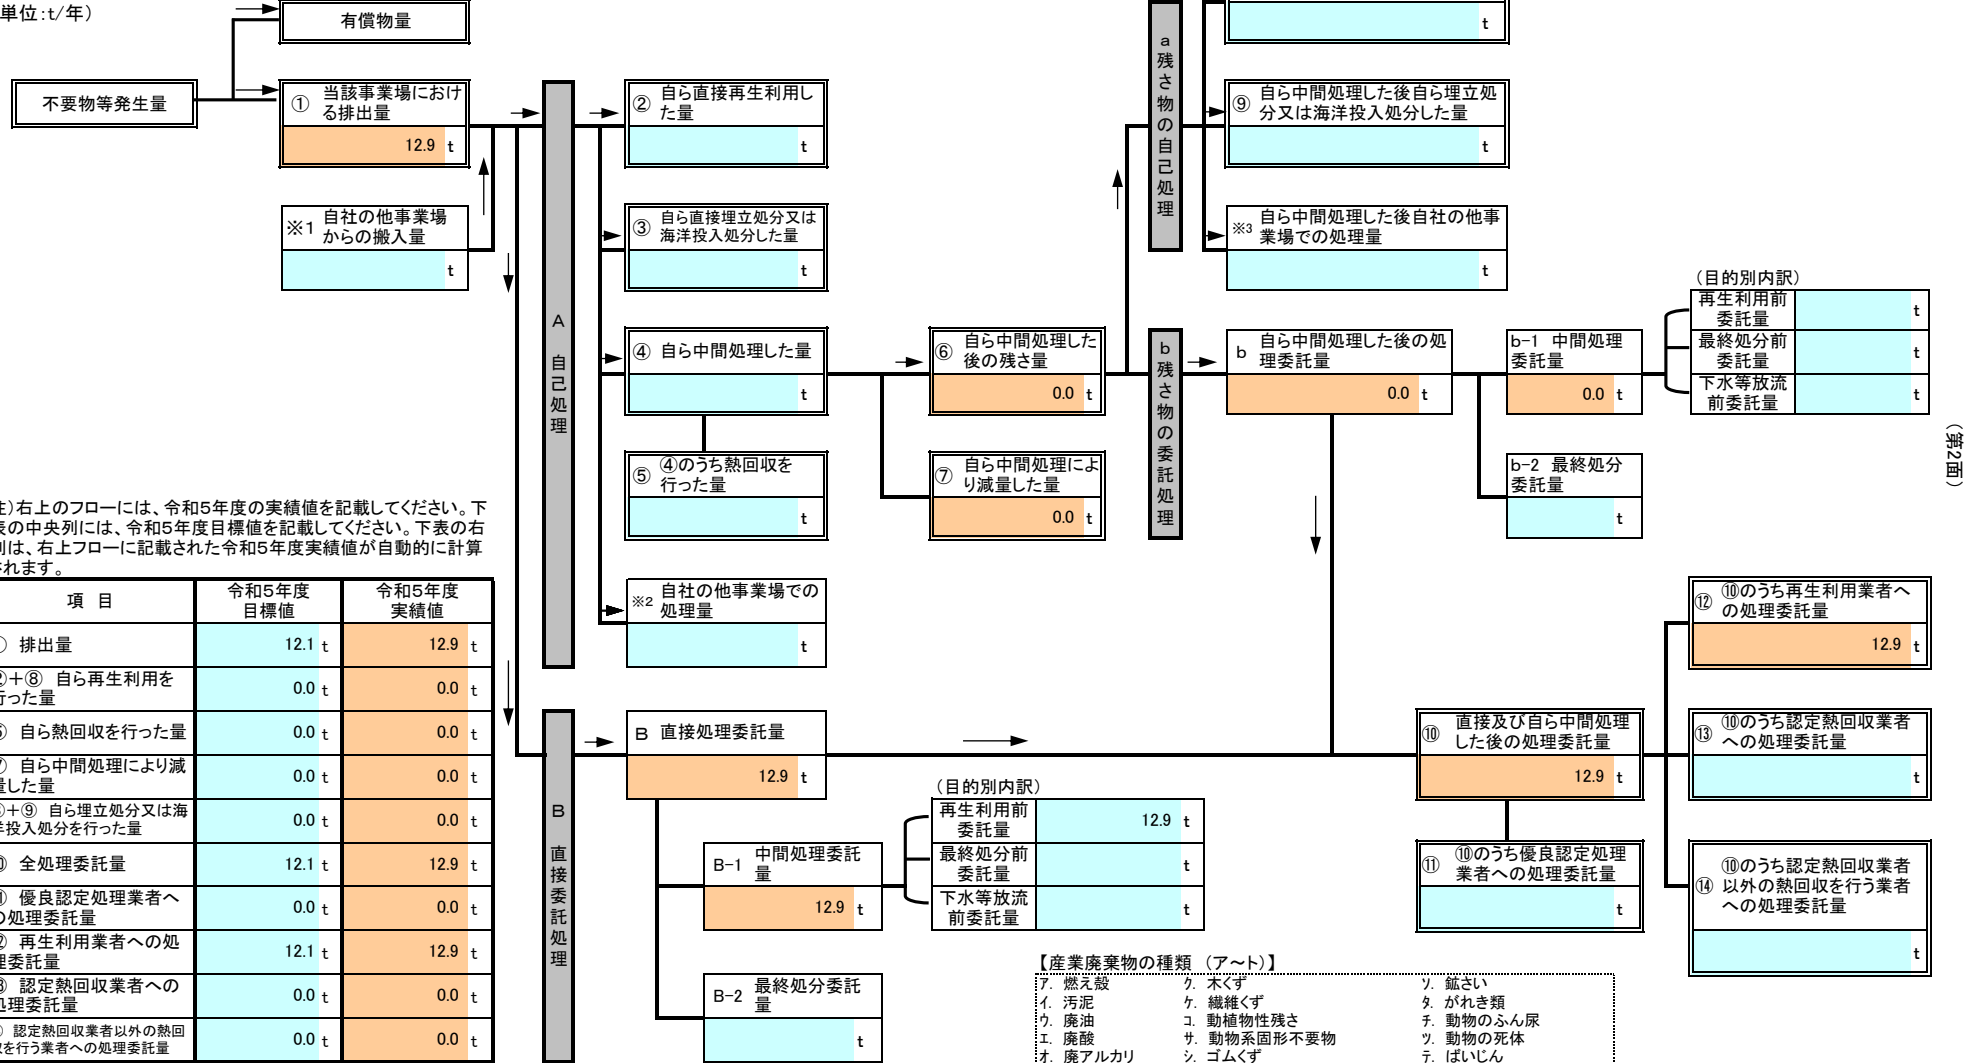 単位：t/年）
有償物量
不要物等発生量
① 当該事業場におけ
る排出量
12.9 t
※1 自社の他事業場
からの搬入量
t
A 自己処理
② 自ら直接再生利用し
た量
t
③ 自ら直接埋立処分又は
海洋投入処分した量
t
④ 自ら中間処理した量
t
⑤ ④のうち熱回収を
行った量
t
※2 自社の他事業場での
処理量
t
⑥ 自ら中間処理した
後の残さ量
0.0 t
⑦ 自ら中間処理によ
り減量した量
0.0 t
a 残さ物の自己処理
t
⑨ 自ら中間処理した後自ら埋立処
分又は海洋投入処分した量
t
※3 自ら中間処理した後自社の他事
業場での処理量
t
b 残さ物の委託処理
b 自ら中間処理した後の処
理委託量
0.0 t
b-1 中間処理
委託量
0.0 t
b-2 最終処分
委託量
t
（目的別内訳）
再生利用前
委託量
t
最終処分前
委託量
t
下水等放流
前委託量
t
（第2面）
)右上のフローには、令和5年度の実績値を記載してください。下
表の中央列には、令和5年度目標値を記載してください。下表の右
列は、右上フローに記載された令和5年度実績値が自動的に計算
されます。
項 目
令和5年度
目標値
令和5年度
実績値
排出量
12.1 t
12.9 t
②＋⑧ 自ら再生利用を
行った量
0.0 t
0.0 t
自ら熱回収を行った量
0.0 t
0.0 t
自ら中間処理により減
量した量
0.0 t
0.0 t
＋⑨ 自ら埋立処分又は海
洋投入処分を行った量
0.0 t
0.0 t
全処理委託量
12.1 t
12.9 t
優良認定処理業者へ
の処理委託量
0.0 t
0.0 t
再生利用業者への処
理委託量
12.1 t
12.9 t
認定熱回収業者への
処理委託量
0.0 t
0.0 t
認定熱回収業者以外の熱回
収を行う業者への処理委託量
0.0 t
0.0 t
B 直接委託処理
B 直接処理委託量
12.9 t
B-1 中間処理委託
量
12.9 t
B-2 最終処分委託
量
t
（目的別内訳）
再生利用前
委託量
12.9 t
最終処分前
委託量
t
下水等放流
前委託量
t
⑩ 直接及び自ら中間処理
した後の処理委託量
12.9 t
⑪ ⑩のうち優良認定処理
業者への処理委託量
t
⑫ ⑩のうち再生利用業者へ
の処理委託量
12.9 t
⑬ ⑩のうち認定熱回収業者
への処理委託量
t
⑭ ⑩のうち認定熱回収業者
以外の熱回収を行う業者
への処理委託量
t
【産業廃棄物の種類 （ア～ト）】
ア. 燃え殻
イ. 汚泥
ウ. 廃油
エ. 廃酸
オ. 廃アルカリ
ク. 木くず
ケ. 繊維くず
コ. 動植物性残さ
サ. 動物系固形不要物
シ. ゴムくず
ソ. 鉱さい
タ. がれき類
チ. 動物のふん尿
ツ. 動物の死体
テ. ばいじん